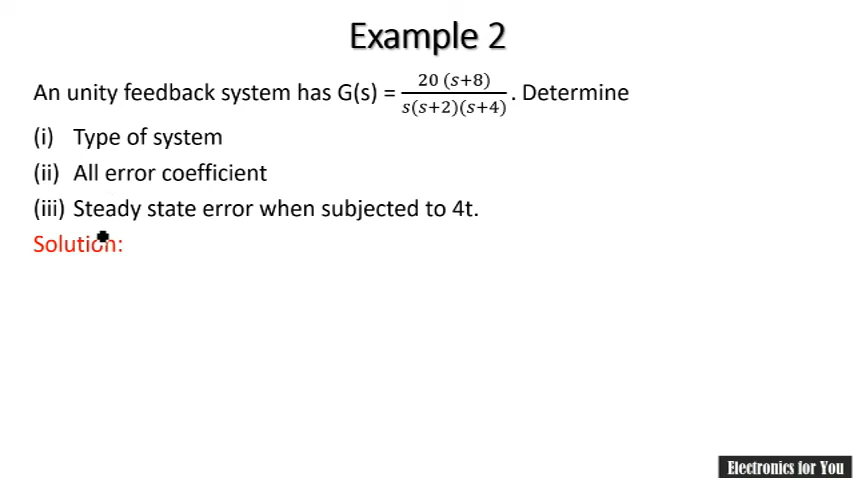 Example 2
An unity feedback system has G(s) = 20 (s+8) / s(s+2)(s+4) . Determine
(i) Type of system
(ii) All error coefficient
(iii) Steady state error when subjected to 4t.
Solution:
Electronics for You